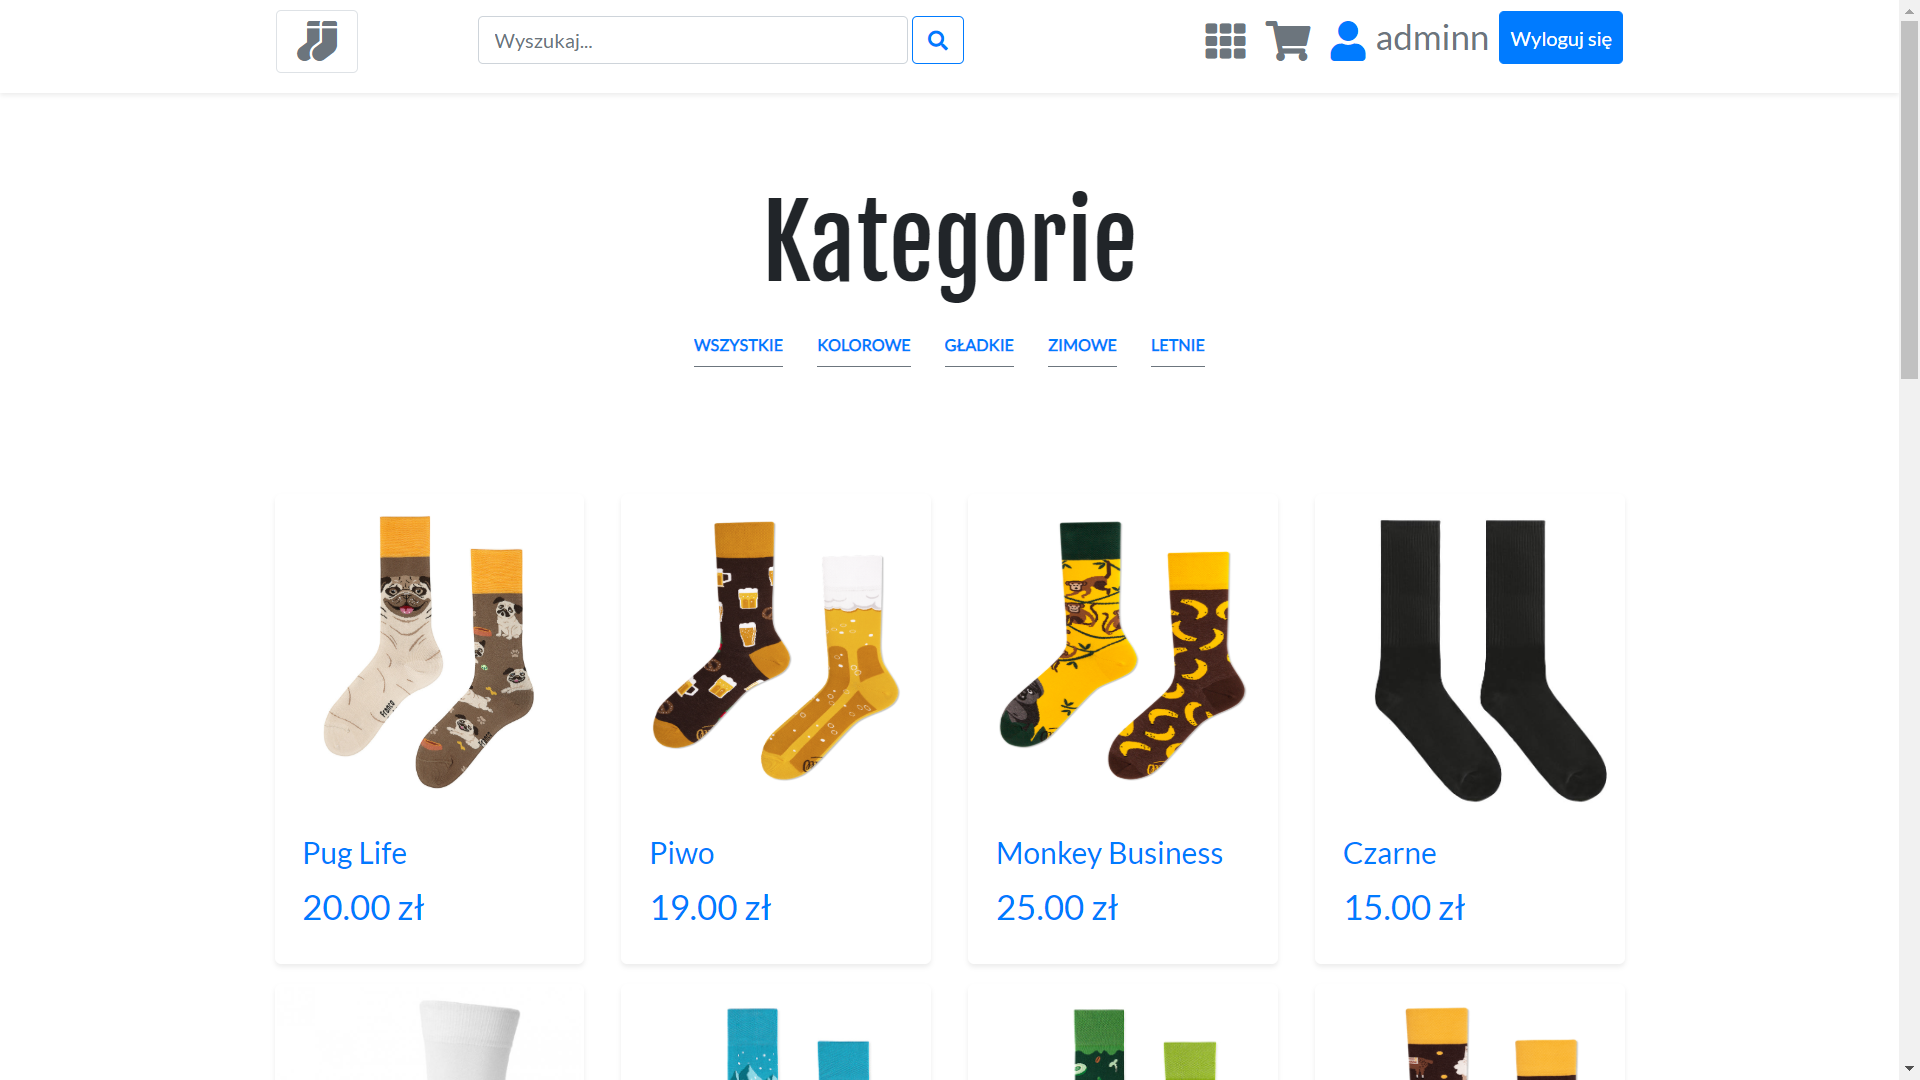 Wyszukaj...
adminn
Wyloguj się
Kategorie
WSZYSTKIE KOLOROWE GŁADKIE ZIMOWE LETNIE
Pug Life
20.00 zł
Piwo
19.00 zł
Monkey Business
25.00 zł
Czarne
15.00 zł